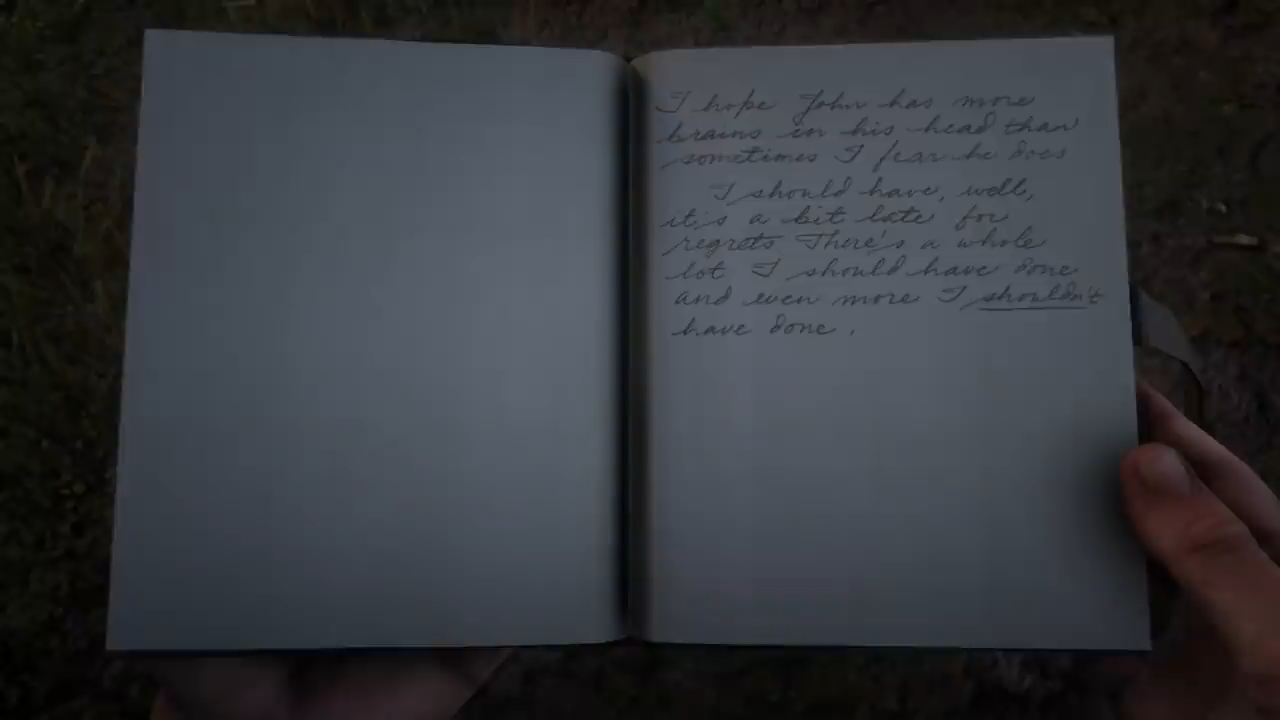 I hope John has more
brains in his head than
sometimes I fear he does
I should have, well,
it's a bit late for
regrets. There's a whole
lot I should have done
and even more I shouldn't
have done.